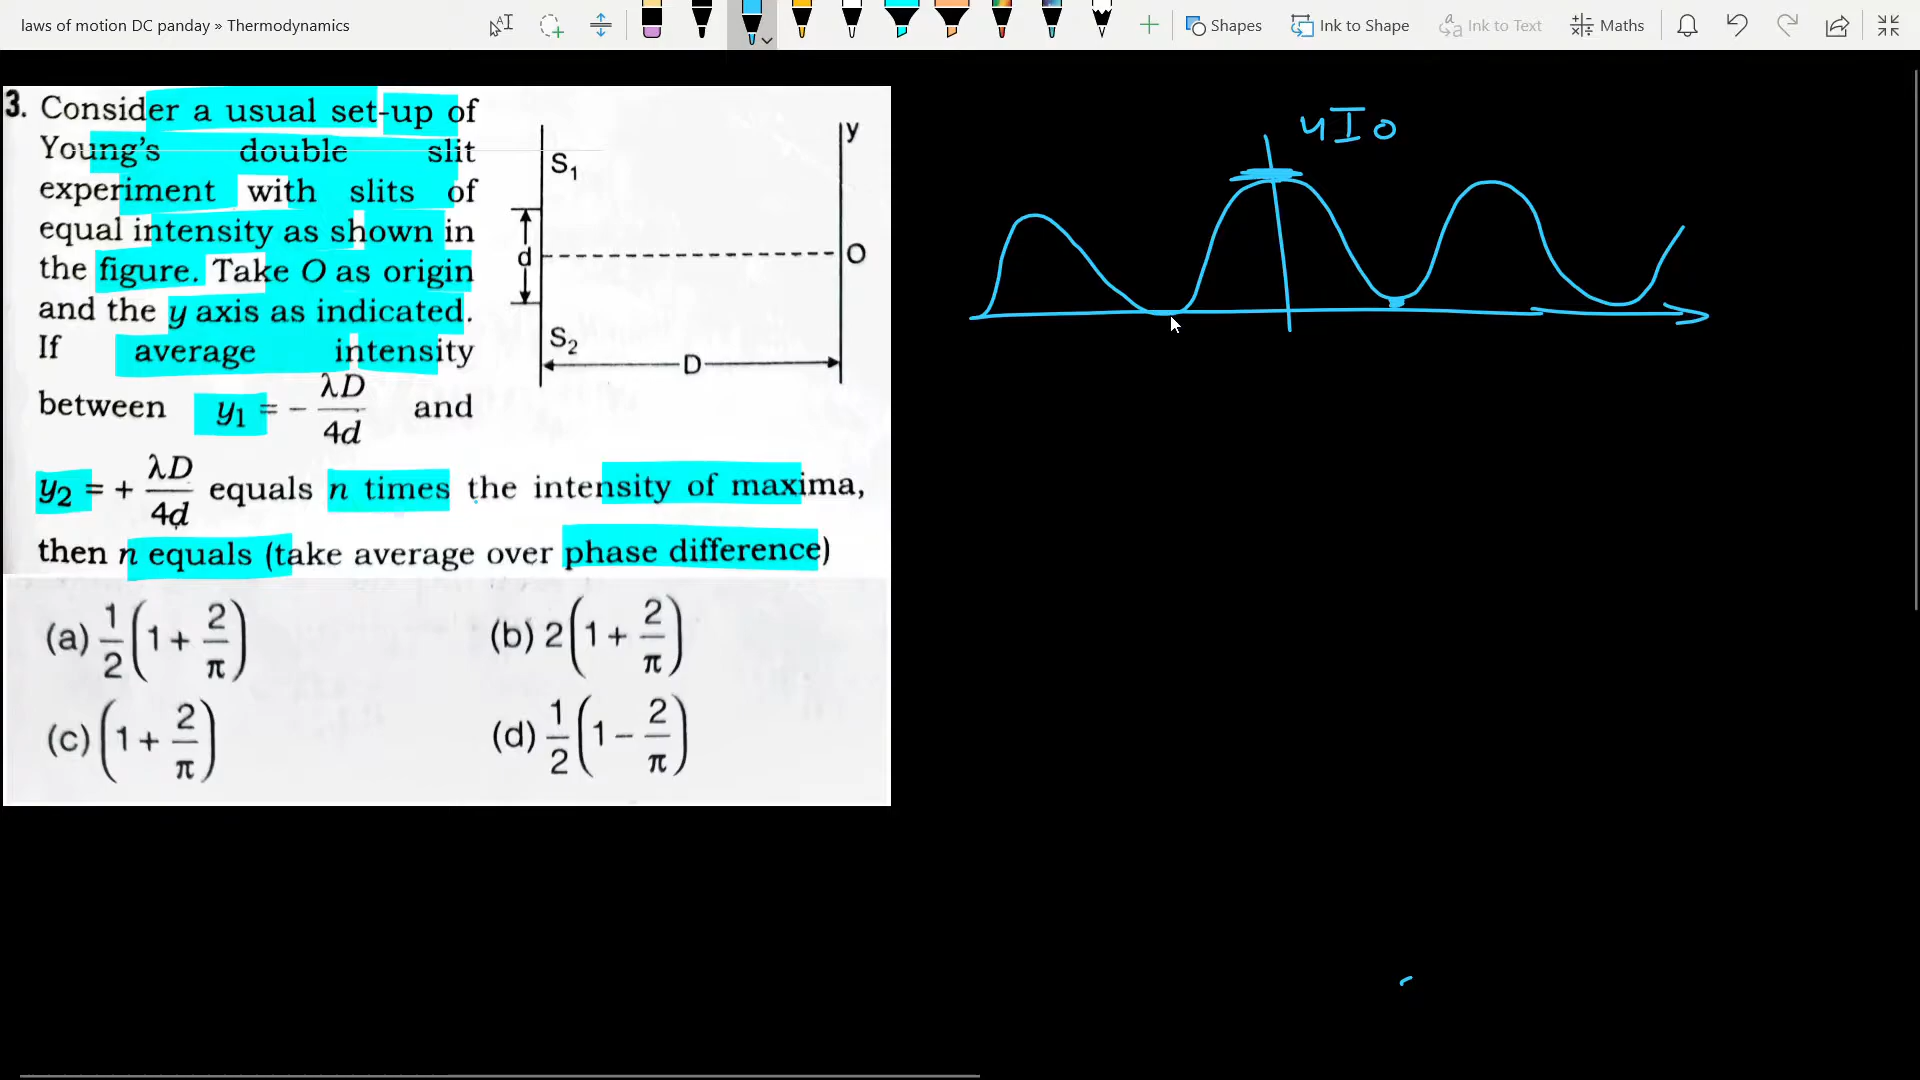 laws of motion DC panday » Thermodynamics
Shapes
Ink to Shape
Ink to Text
Maths
3. Consider a usual set-up of
Young's double slit
experiment with slits of
equal intensity as shown in
the figure. Take O as origin
and the y axis as indicated.
If average intensity
between y₁ = − λD/4d and
y₂ = + λD/4d equals n times the intensity of maxima,
then n equals (take average over phase difference)
(a) 1/2 (1 + 2/π)
(b) 2 (1 + 2/π)
(c) (1 + 2/π)
(d) 1/2 (1 − 2/π)
S₁
y
d
O
S₂
D
4I0